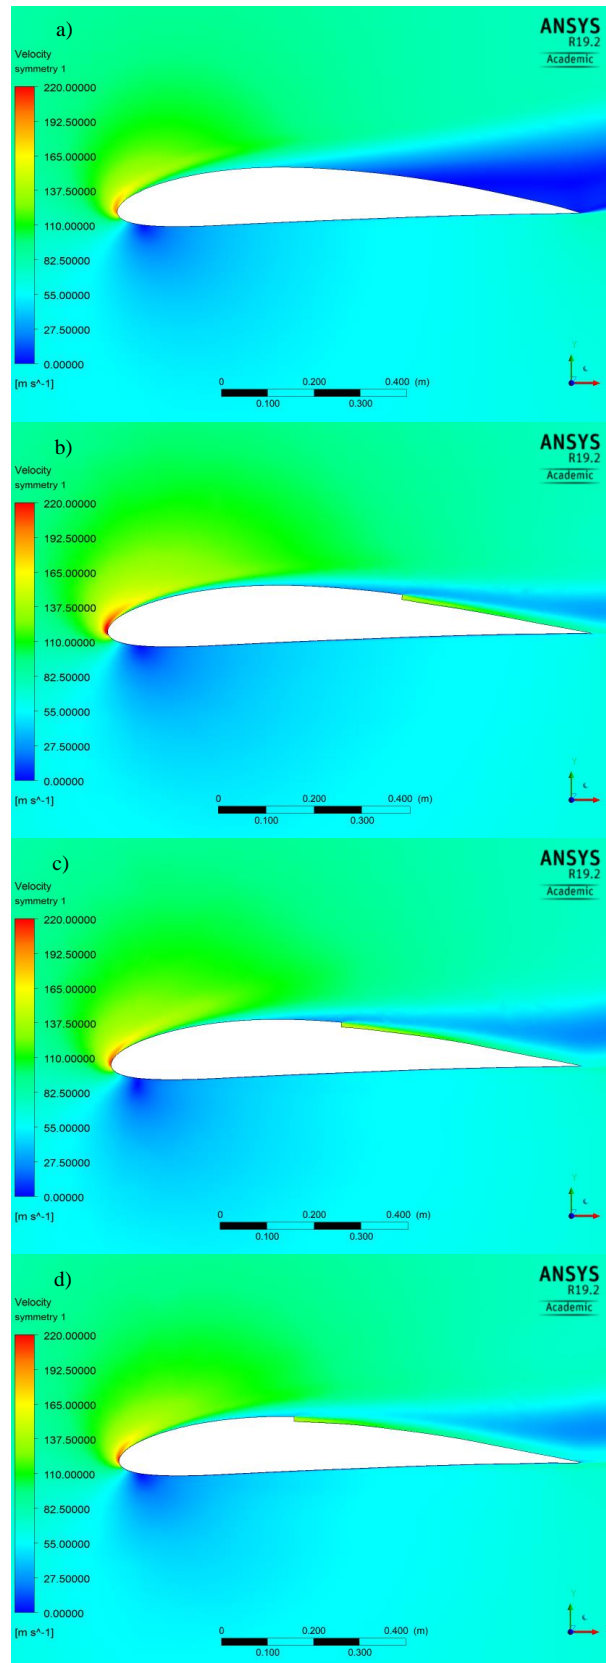 a)
ANSYS
R19.2
Academic
Velocity
symmetry 1
220.00000
192.50000
165.00000
137.50000
110.00000
82.50000
55.00000
27.50000
0.00000
[m s^-1]
0 0.200 0.400 (m)
0.100 0.300
Y
b)
ANSYS
R19.2
Academic
Velocity
symmetry 1
220.00000
192.50000
165.00000
137.50000
110.00000
82.50000
55.00000
27.50000
0.00000
[m s^-1]
0 0.200 0.400 (m)
0.100 0.300
Y
c)
ANSYS
R19.2
Academic
Velocity
symmetry 1
220.00000
192.50000
165.00000
137.50000
110.00000
82.50000
55.00000
27.50000
0.00000
[m s^-1]
0 0.200 0.400 (m)
0.100 0.300
Y
d)
ANSYS
R19.2
Academic
Velocity
symmetry 1
220.00000
192.50000
165.00000
137.50000
110.00000
82.50000
55.00000
27.50000
0.00000
[m s^-1]
0 0.200 0.400 (m)
0.100 0.300
Y